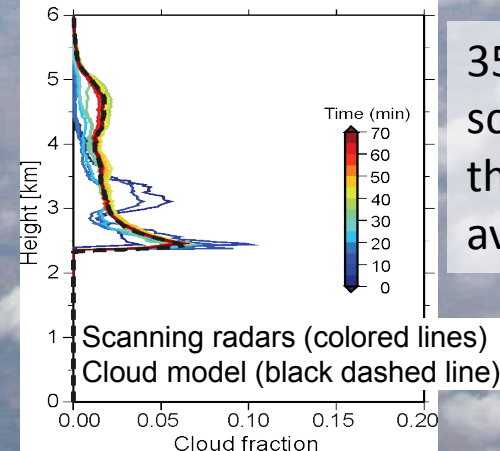 6
5
4
3
2
1
0
Height [km]
0.00 0.05 0.10 0.15 0.20
Cloud fraction
Time (min)
70
60
50
40
30
20
10
0
Scanning radars (colored lines)
Cloud model (black dashed line)
35
th
av